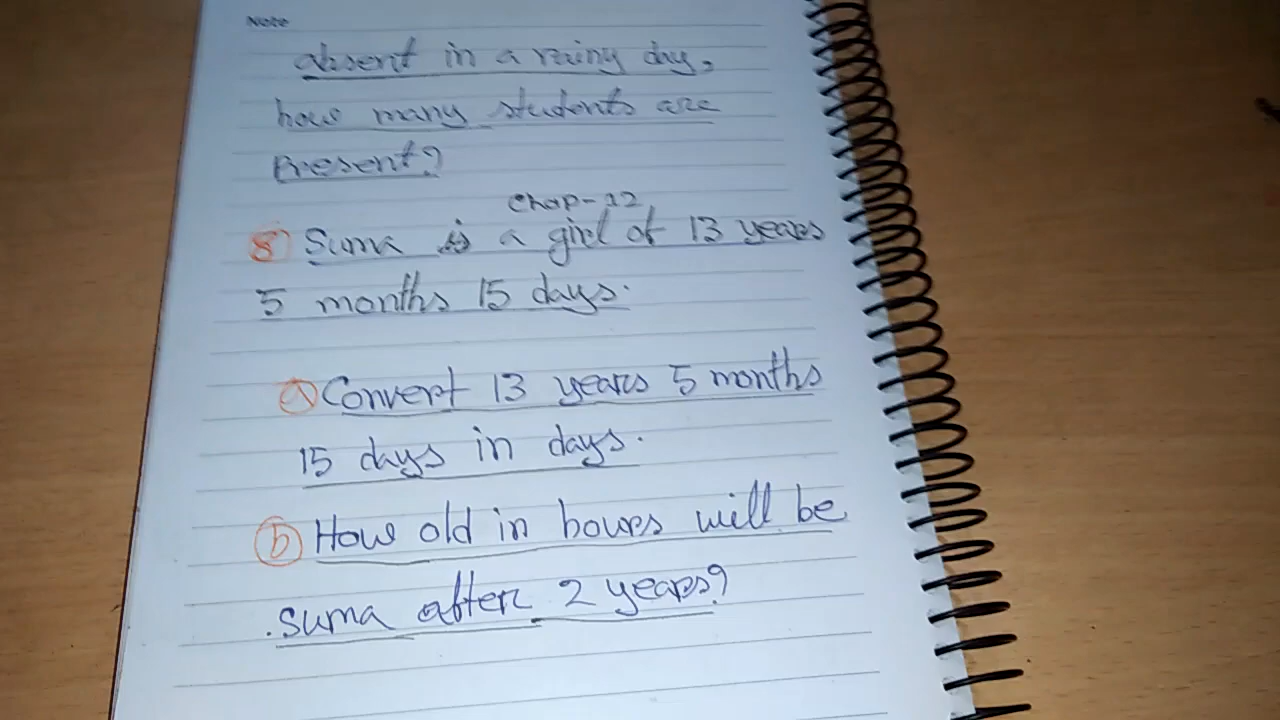 Note
absent in a rainy day,
how many students are
Present?
Chap-12
8 Suma is a girl of 13 years
5 months 15 days.
a Convert 13 years 5 months
15 days in days.
b How old in hours will be
suma after 2 years?